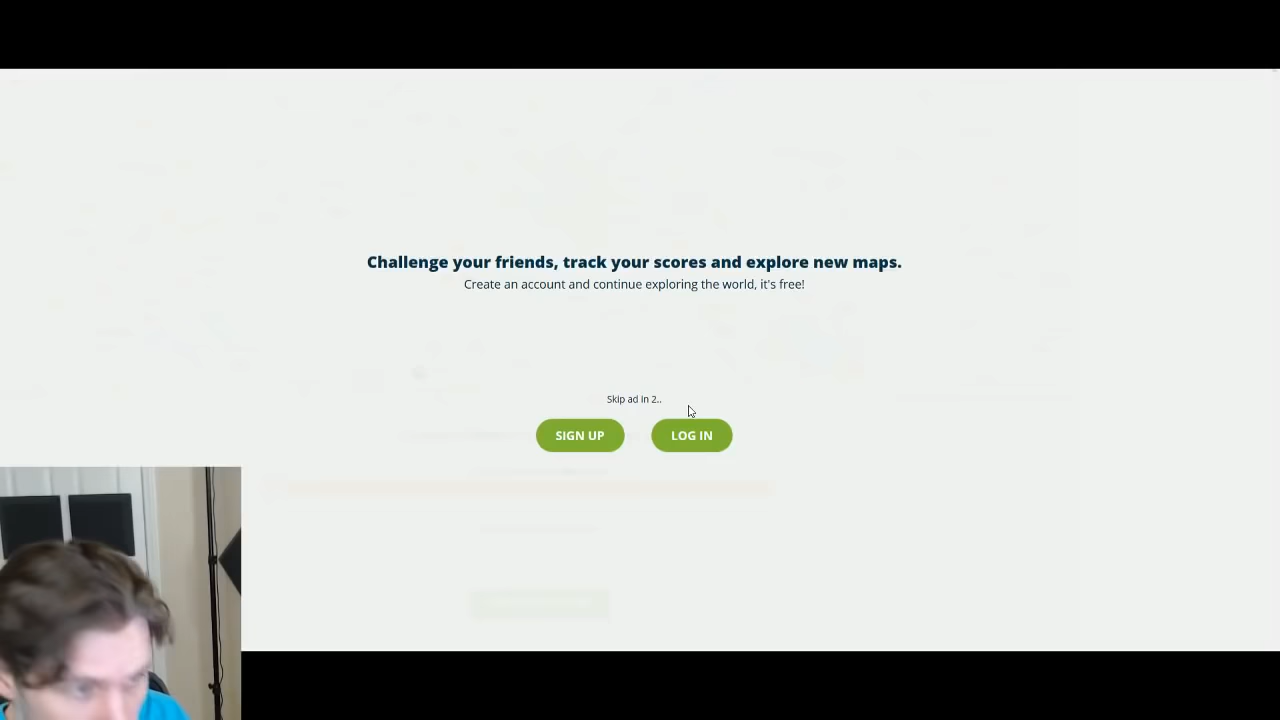 Challenge your friends, track your scores and explore new maps.
Create an account and continue exploring the world, it's free!
Skip ad in 2..
SIGN UP
LOG IN